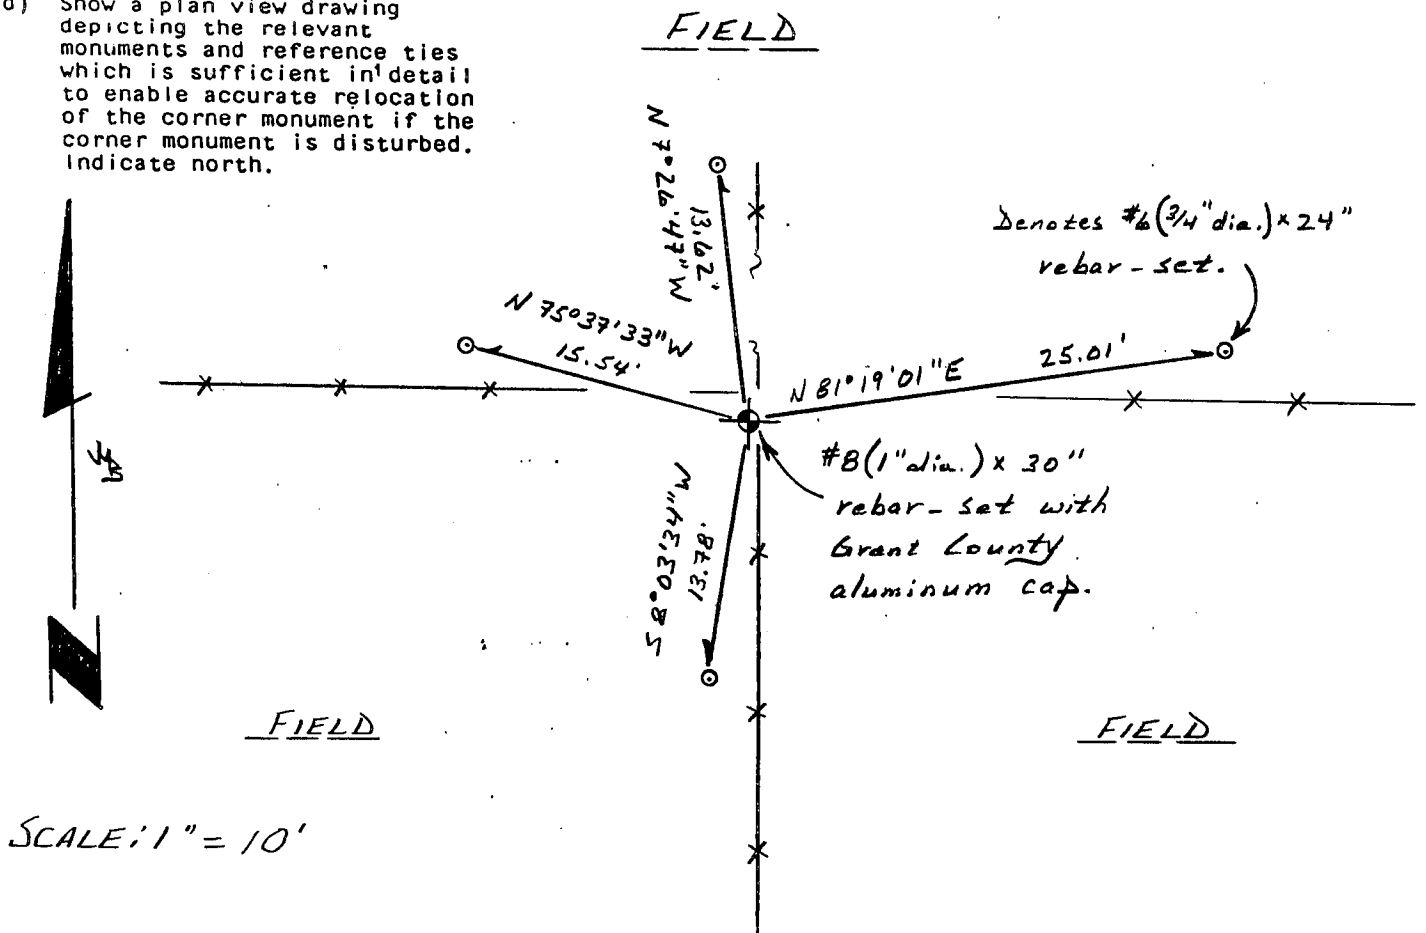 d) Show a plan view drawing
depicting the relevant
monuments and reference ties
which is sufficient in detail
to enable accurate relocation
of the corner monument if the
corner monument is disturbed.
Indicate north.
FIELD
N 7°26'47"W
13.62'
Denotes #6(3/4"dia.)x 24"
rebar-set.
N 75°37'33"W
15.54'
N 81°19'01"E
25.01'
#8(1"dia.) x 30"
rebar-set with
Grant County
aluminum cap.
S 8°03'34"W
13.78'
N
FIELD
FIELD
SCALE: 1" = 10'